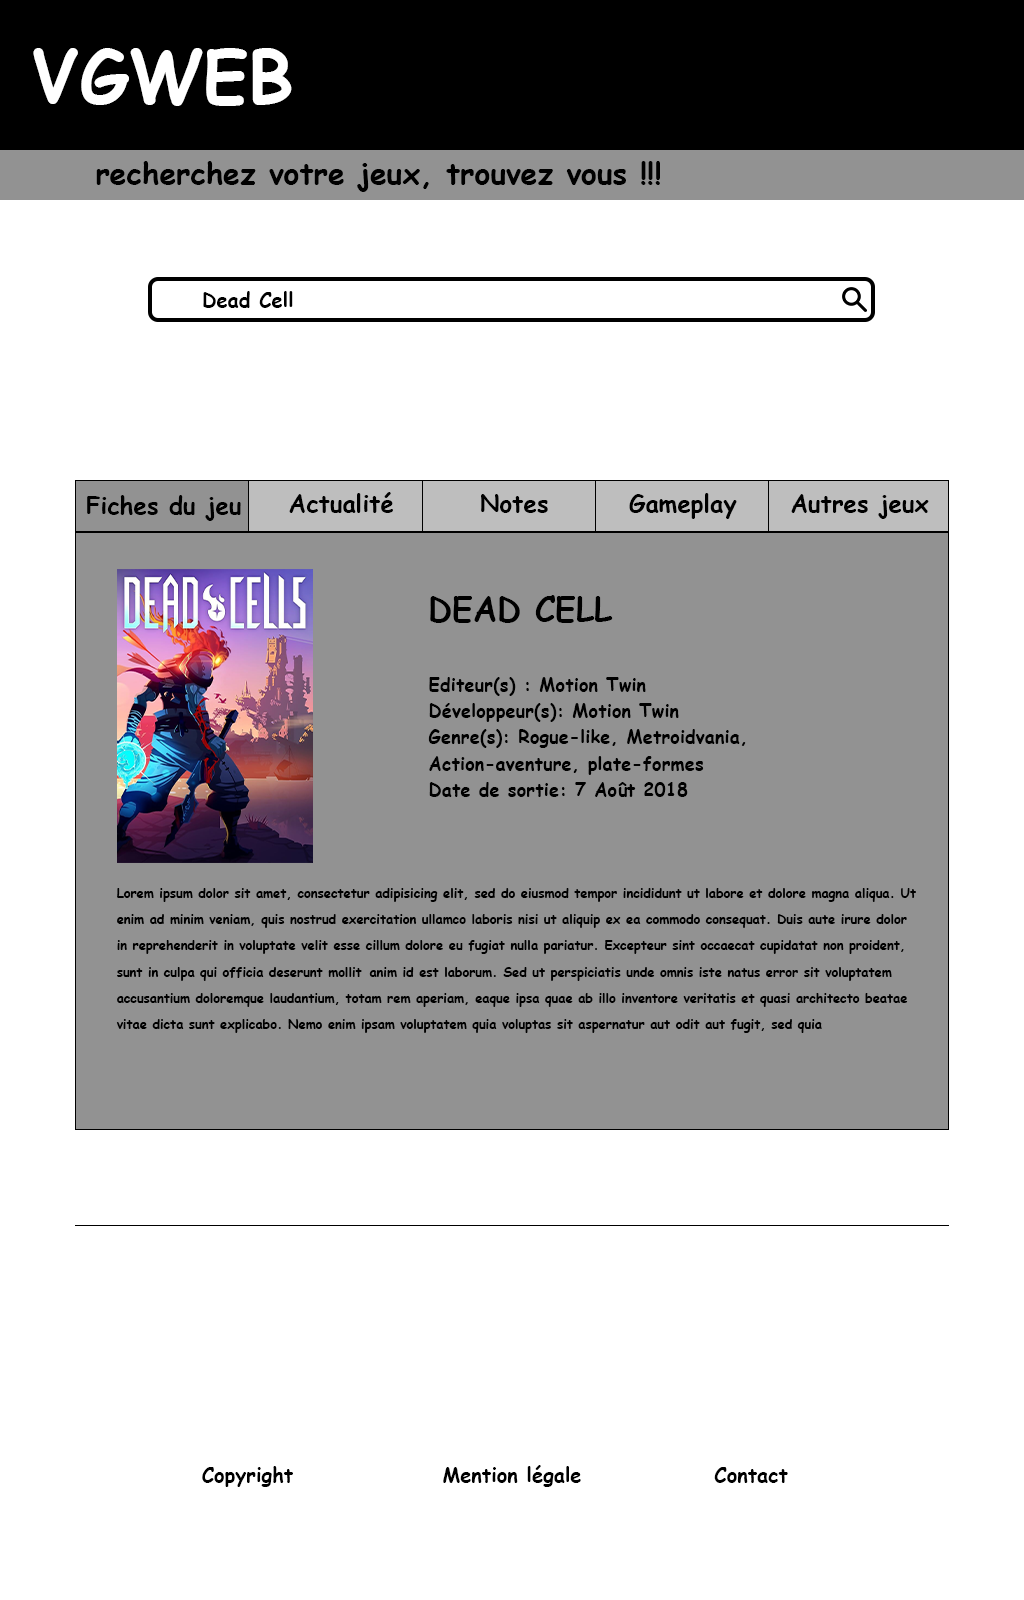 VGWEB
recherchez votre jeux, trouvez vous !!!
Dead Cell
Fiches du jeu
Actualité
Notes
Gameplay
Autres jeux
DEAD CELLS
DEAD CELL
Editeur(s) : Motion Twin
Développeur(s): Motion Twin
Genre(s): Rogue-like, Metroidvania,
Action-aventure, plate-formes
Date de sortie: 7 Août 2018
Lorem ipsum dolor sit amet, consectetur adipisicing elit, sed do eiusmod tempor incididunt ut labore et dolore magna aliqua. Ut
enim ad minim veniam, quis nostrud exercitation ullamco laboris nisi ut aliquip ex ea commodo consequat. Duis aute irure dolor
in reprehenderit in voluptate velit esse cillum dolore eu fugiat nulla pariatur. Excepteur sint occaecat cupidatat non proident,
sunt in culpa qui officia deserunt mollit anim id est laborum. Sed ut perspiciatis unde omnis iste natus error sit voluptatem
accusantium doloremque laudantium, totam rem aperiam, eaque ipsa quae ab illo inventore veritatis et quasi architecto beatae
vitae dicta sunt explicabo. Nemo enim ipsam voluptatem quia voluptas sit aspernatur aut odit aut fugit, sed quia
Copyright
Mention légale
Contact